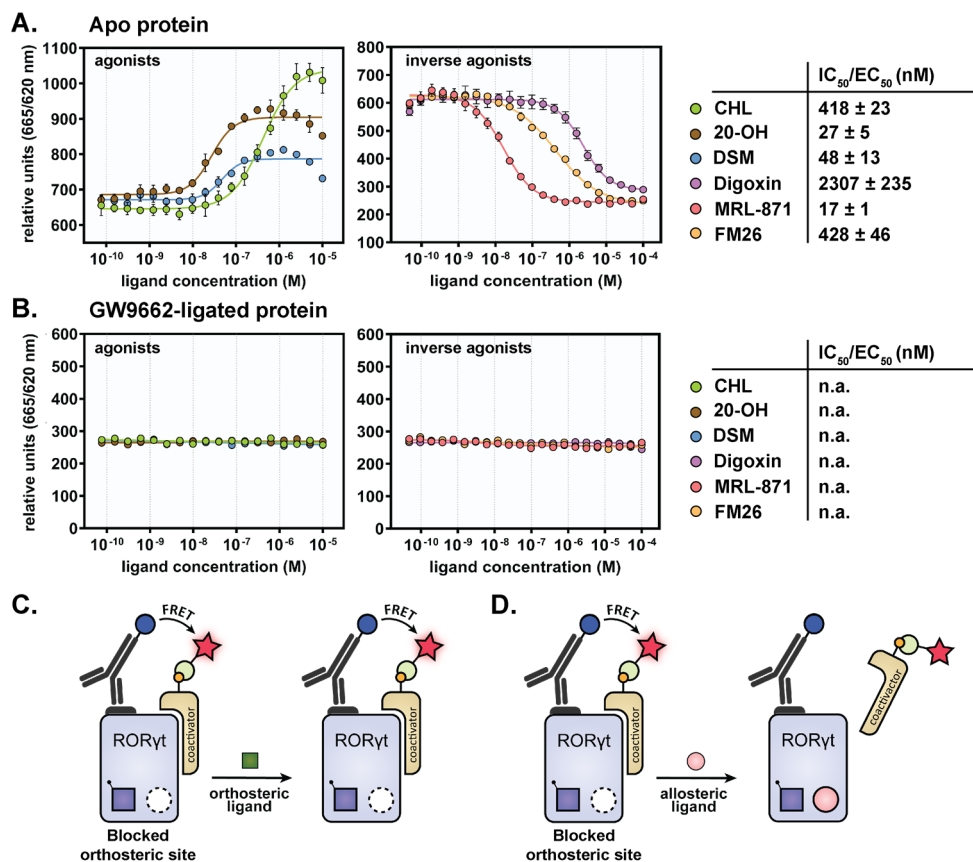 A. Apo protein
agonists
relative units (665/620 nm)
1100
1000
900
800
700
600
10⁻¹⁰ 10⁻⁹ 10⁻⁸ 10⁻⁷ 10⁻⁶ 10⁻⁵
ligand concentration (M)
inverse agonists
800
700
600
500
400
300
200
100
10⁻¹⁰ 10⁻⁹ 10⁻⁸ 10⁻⁷ 10⁻⁶ 10⁻⁵ 10⁻⁴
ligand concentration (M)
IC₅₀/EC₅₀ (nM)
CHL 418 ± 23
20-OH 27 ± 5
DSM 48 ± 13
Digoxin 2307 ± 235
MRL-871 17 ± 1
FM26 428 ± 46
B. GW9662-ligated protein
agonists
relative units (665/620 nm)
600
500
400
300
200
100
0
10⁻¹⁰ 10⁻⁹ 10⁻⁸ 10⁻⁷ 10⁻⁶ 10⁻⁵
ligand concentration (M)
inverse agonists
600
500
400
300
200
100
0
10⁻¹⁰ 10⁻⁹ 10⁻⁸ 10⁻⁷ 10⁻⁶ 10⁻⁵ 10⁻⁴
ligand concentration (M)
IC₅₀/EC₅₀ (nM)
CHL n.a.
20-OH n.a.
DSM n.a.
Digoxin n.a.
MRL-871 n.a.
FM26 n.a.
C.
FRET
coactivator
RORγt
Blocked
orthosteric site
orthosteric
ligand
FRET
coactivator
RORγt
D.
FRET
coactivator
RORγt
Blocked
orthosteric site
allosteric
ligand
coactivactor
RORγt